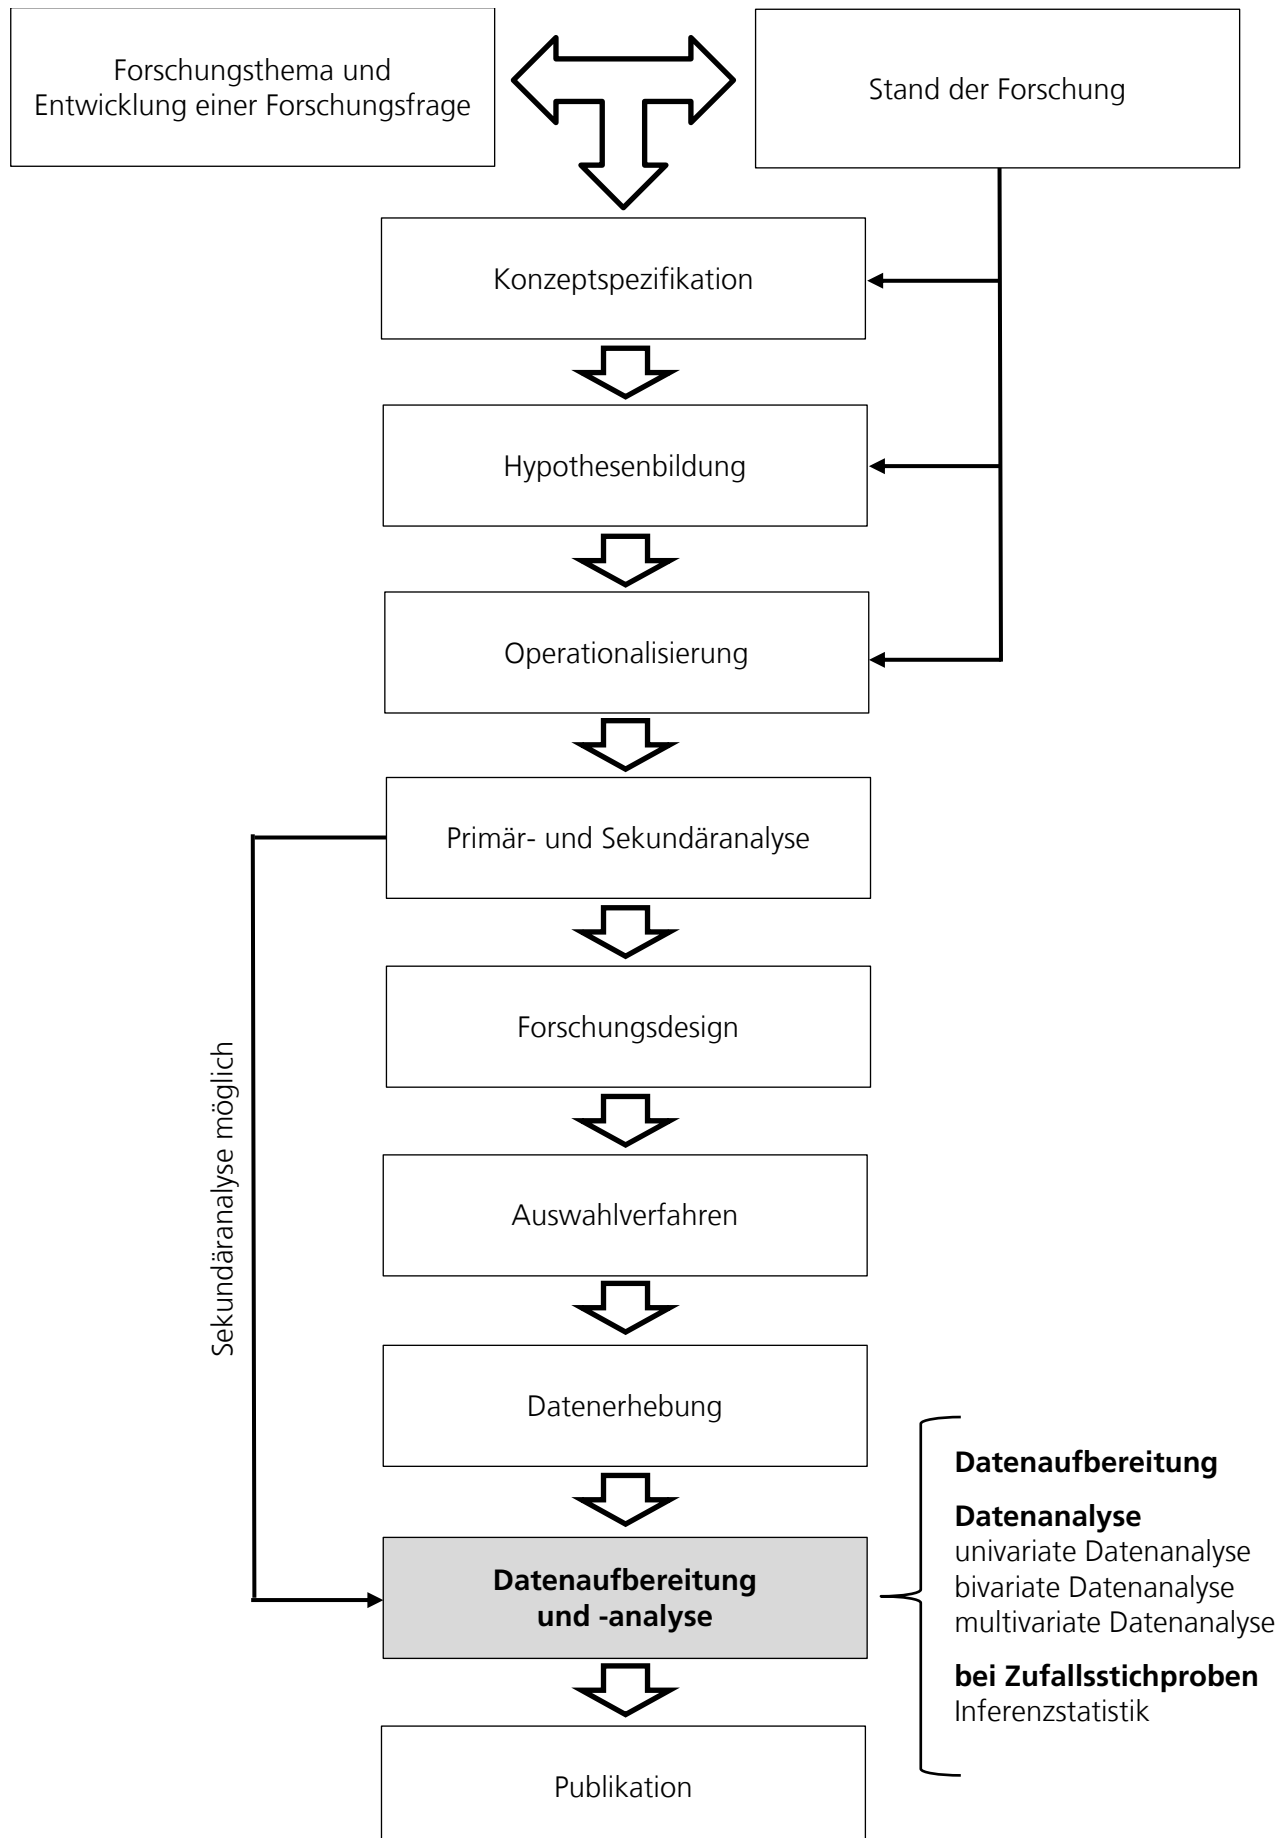 Forschungsthema und
Entwicklung einer Forschungsfrage
Stand der Forschung
Konzeptspezifikation
Hypothesenbildung
Operationalisierung
Primär- und Sekundäranalyse
Sekundäranalyse möglich
Forschungsdesign
Auswahlverfahren
Datenerhebung
Datenaufbereitung
und -analyse
Datenaufbereitung
Datenanalyse
univariate Datenanalyse
bivariate Datenanalyse
multivariate Datenanalyse
bei Zufallsstichproben
Inferenzstatistik
Publikation